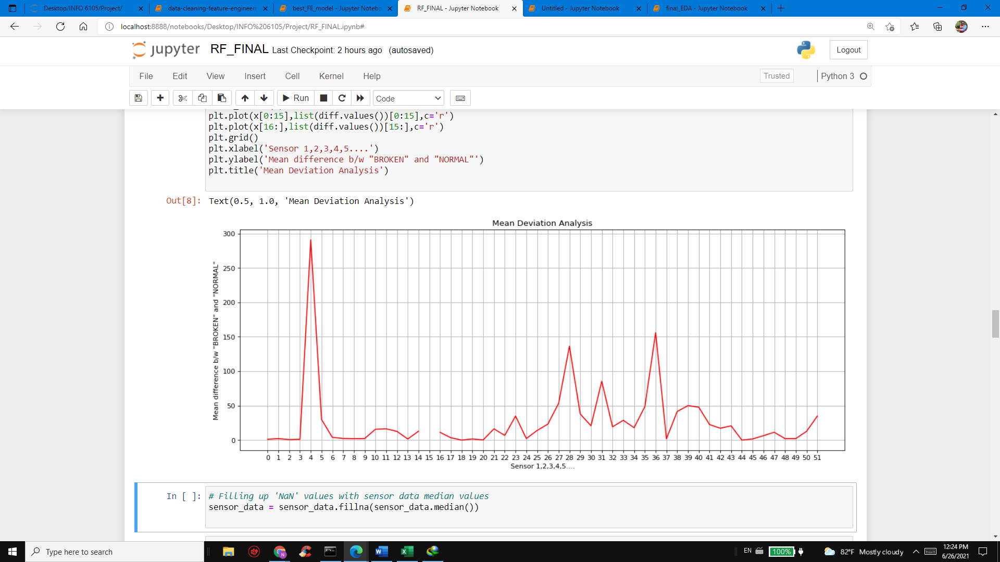 Desktop/INFO 6105/Project/
data-cleaning-feature-engineerin
best_FE_model - Jupyter Notebo
RF_FINAL - Jupyter Notebook
Untitled - Jupyter Notebook
final_EDA - Jupyter Notebook
localhost:8888/notebooks/Desktop/INFO%206105/Project/RF_FINAL.ipynb#
jupyter RF_FINAL Last Checkpoint: 2 hours ago (autosaved)
Logout
File Edit View Insert Cell Kernel Help
Trusted
Python 3
Run
Code
plt.plot(x[0:15],list(diff.values())[0:15],c='r')
plt.plot(x[16:],list(diff.values())[15:],c='r')
plt.grid()
plt.xlabel('Sensor 1,2,3,4,5....')
plt.ylabel('Mean difference b/w "BROKEN" and "NORMAL"')
plt.title('Mean Deviation Analysis')
Out[8]: Text(0.5, 1.0, 'Mean Deviation Analysis')
Mean Deviation Analysis
Mean difference b/w "BROKEN" and "NORMAL"
300
250
200
150
100
50
0
0 1 2 3 4 5 6 7 8 9 10 11 12 13 14 15 16 17 18 19 20 21 22 23 24 25 26 27 28 29 30 31 32 33 34 35 36 37 38 39 40 41 42 43 44 45 46 47 48 49 50 51
Sensor 1,2,3,4,5....
In [ ]: # Filling up 'NaN' values with sensor data median values
sensor_data = sensor_data.fillna(sensor_data.median())
Type here to search
EN
100%
82°F Mostly cloudy
12:24 PM
6/26/2021